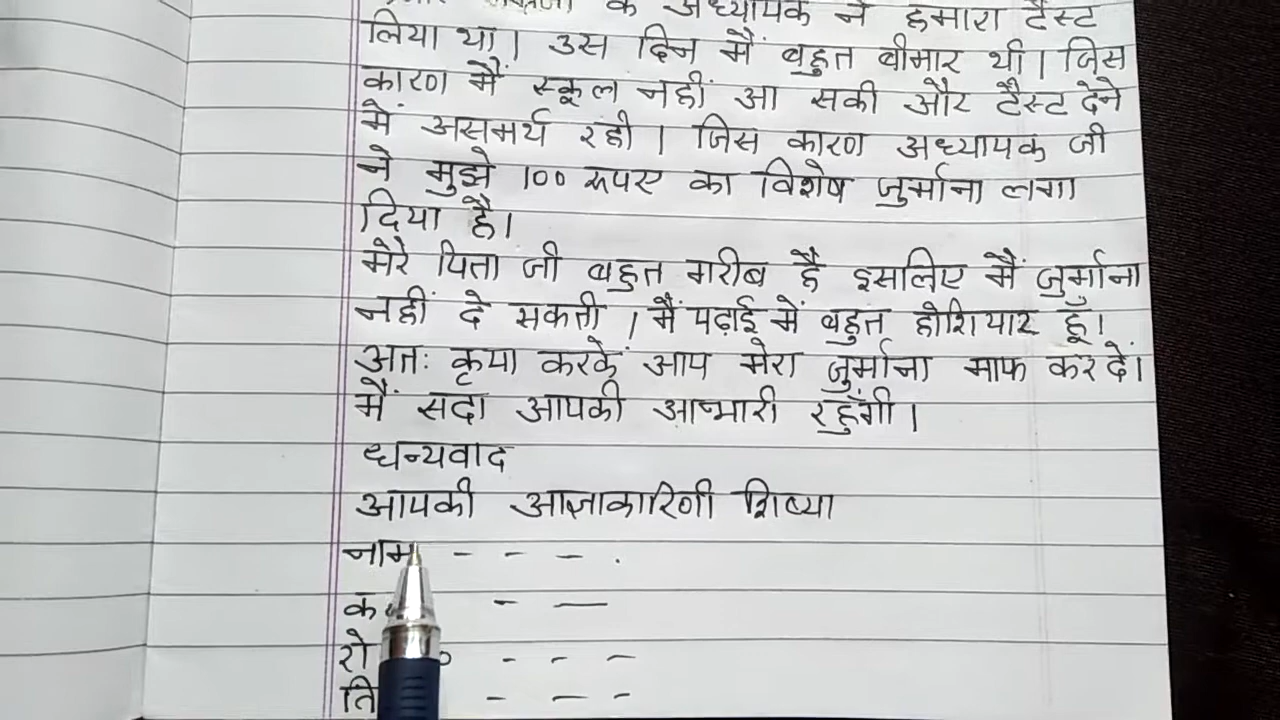 के अध्यापक ने हमारा टेस्ट
लिया था। उस दिन मैं बहुत बीमार थी। जिस
कारण मैं स्कूल नहीं आ सकी और टैस्ट देने
में असमर्थ रही। जिस कारण अध्यापक जी
ने मुझे 100 रूपए का विशेष जुर्माना लगा
दिया है।
मेरे पिता जी बहुत गरीब है इसलिए मैं जुर्माना
नहीं दे सकती। मैं पढ़ाई में बहुत होशियार हूँ।
अतः कृपा करकें आप मेरा जुर्माना माफ कर दें।
मैं सदा आपकी आभारी रहुँगी।
धन्यवाद
आपकी आज्ञाकारिणी शिष्या
नाम - - - .
- —
रो - - -
ति - — -